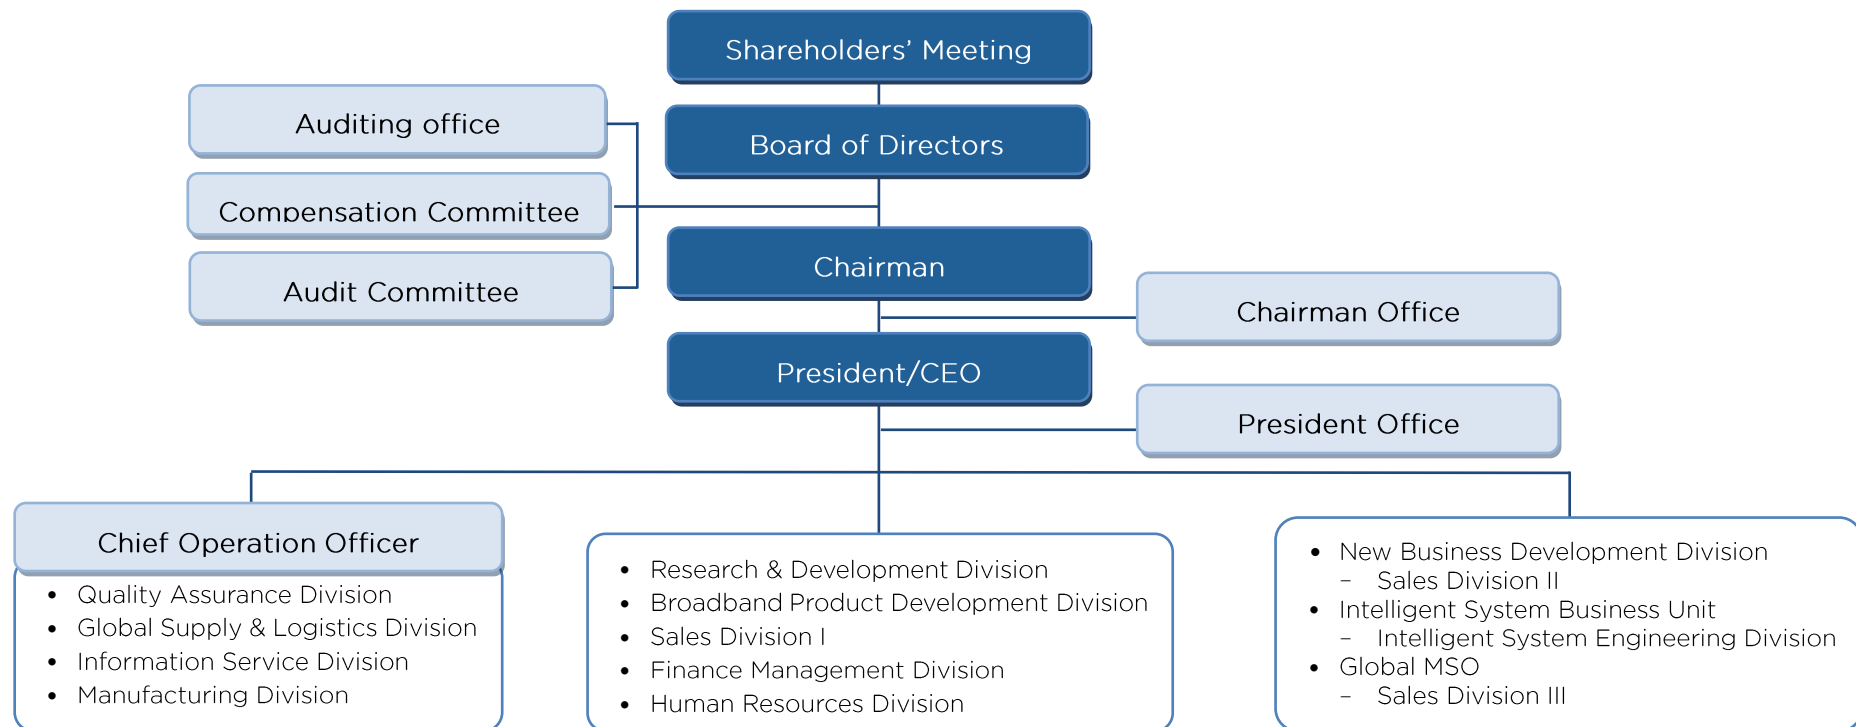 Shareholders' Meeting
Auditing office
Board of Directors
Compensation Committee
Chairman
Audit Committee
Chairman Office
President/CEO
President Office
Chief Operation Officer
• Quality Assurance Division
• Global Supply & Logistics Division
• Information Service Division
• Manufacturing Division
• Research & Development Division
• Broadband Product Development Division
• Sales Division I
• Finance Management Division
• Human Resources Division
• New Business Development Division
– Sales Division II
• Intelligent System Business Unit
– Intelligent System Engineering Division
• Global MSO
– Sales Division III